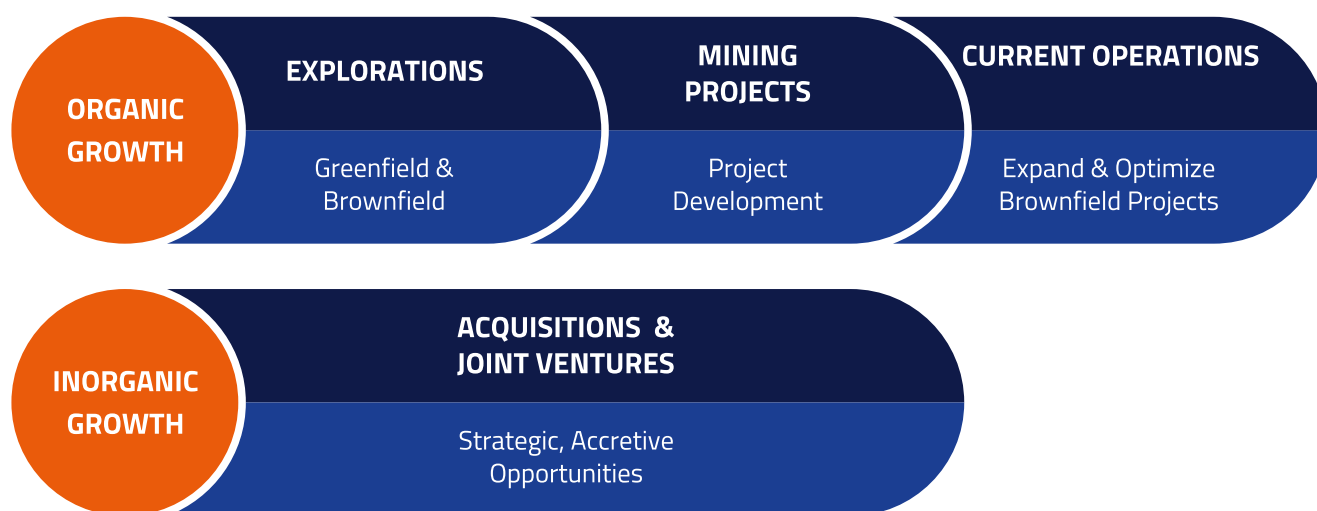 ORGANIC
GROWTH
EXPLORATIONS
Greenfield &
Brownfield
MINING
PROJECTS
Project
Development
CURRENT OPERATIONS
Expand & Optimize
Brownfield Projects
INORGANIC
GROWTH
ACQUISITIONS &
JOINT VENTURES
Strategic, Accretive
Opportunities